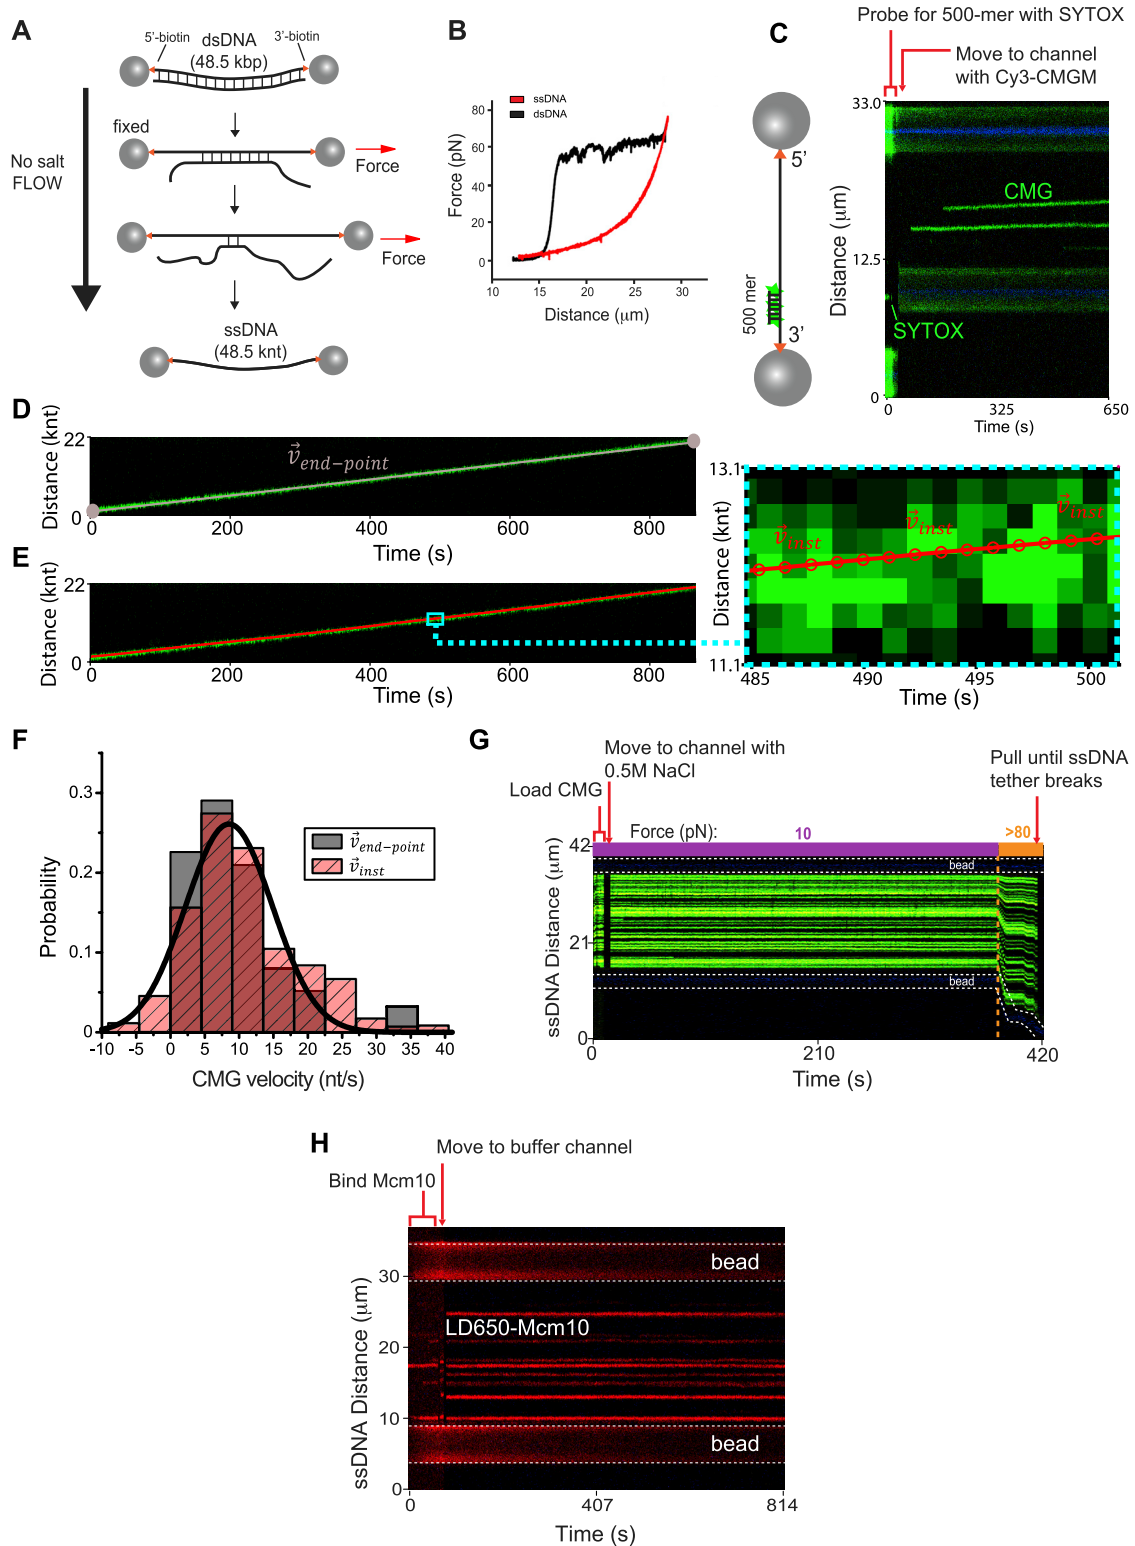 A
5'-biotin
3'-biotin
dsDNA
(48.5 kbp)
fixed
Force
No salt
FLOW
Force
ssDNA
(48.5 knt)
B
ssDNA
dsDNA
Force (pN)
80
60
40
20
0
10
15
20
25
30
Distance (μm)
C
Probe for 500-mer with SYTOX
Move to channel
with Cy3-CMGM
5'
500 mer
3'
Distance (μm)
33.0
12.5
0
CMG
SYTOX
0
325
650
Time (s)
D
Distance (knt)
22
0
v end-point
0
200
400
600
800
Time (s)
E
Distance (knt)
22
0
0
200
400
600
800
Time (s)
Distance (knt)
13.1
11.1
v inst
v inst
v inst
485
490
495
500
Time (s)
F
Probability
0.3
0.2
0.1
0
v end-point
v inst
-10
-5
0
5
10
15
20
25
30
35
40
CMG velocity (nt/s)
G
Move to channel with
0.5M NaCl
Load CMG
Pull until ssDNA
tether breaks
Force (pN):
10
>80
ssDNA Distance (μm)
42
21
0
bead
bead
0
210
420
Time (s)
H
Move to buffer channel
Bind Mcm10
ssDNA Distance (μm)
30
20
10
0
bead
LD650-Mcm10
bead
0
407
814
Time (s)